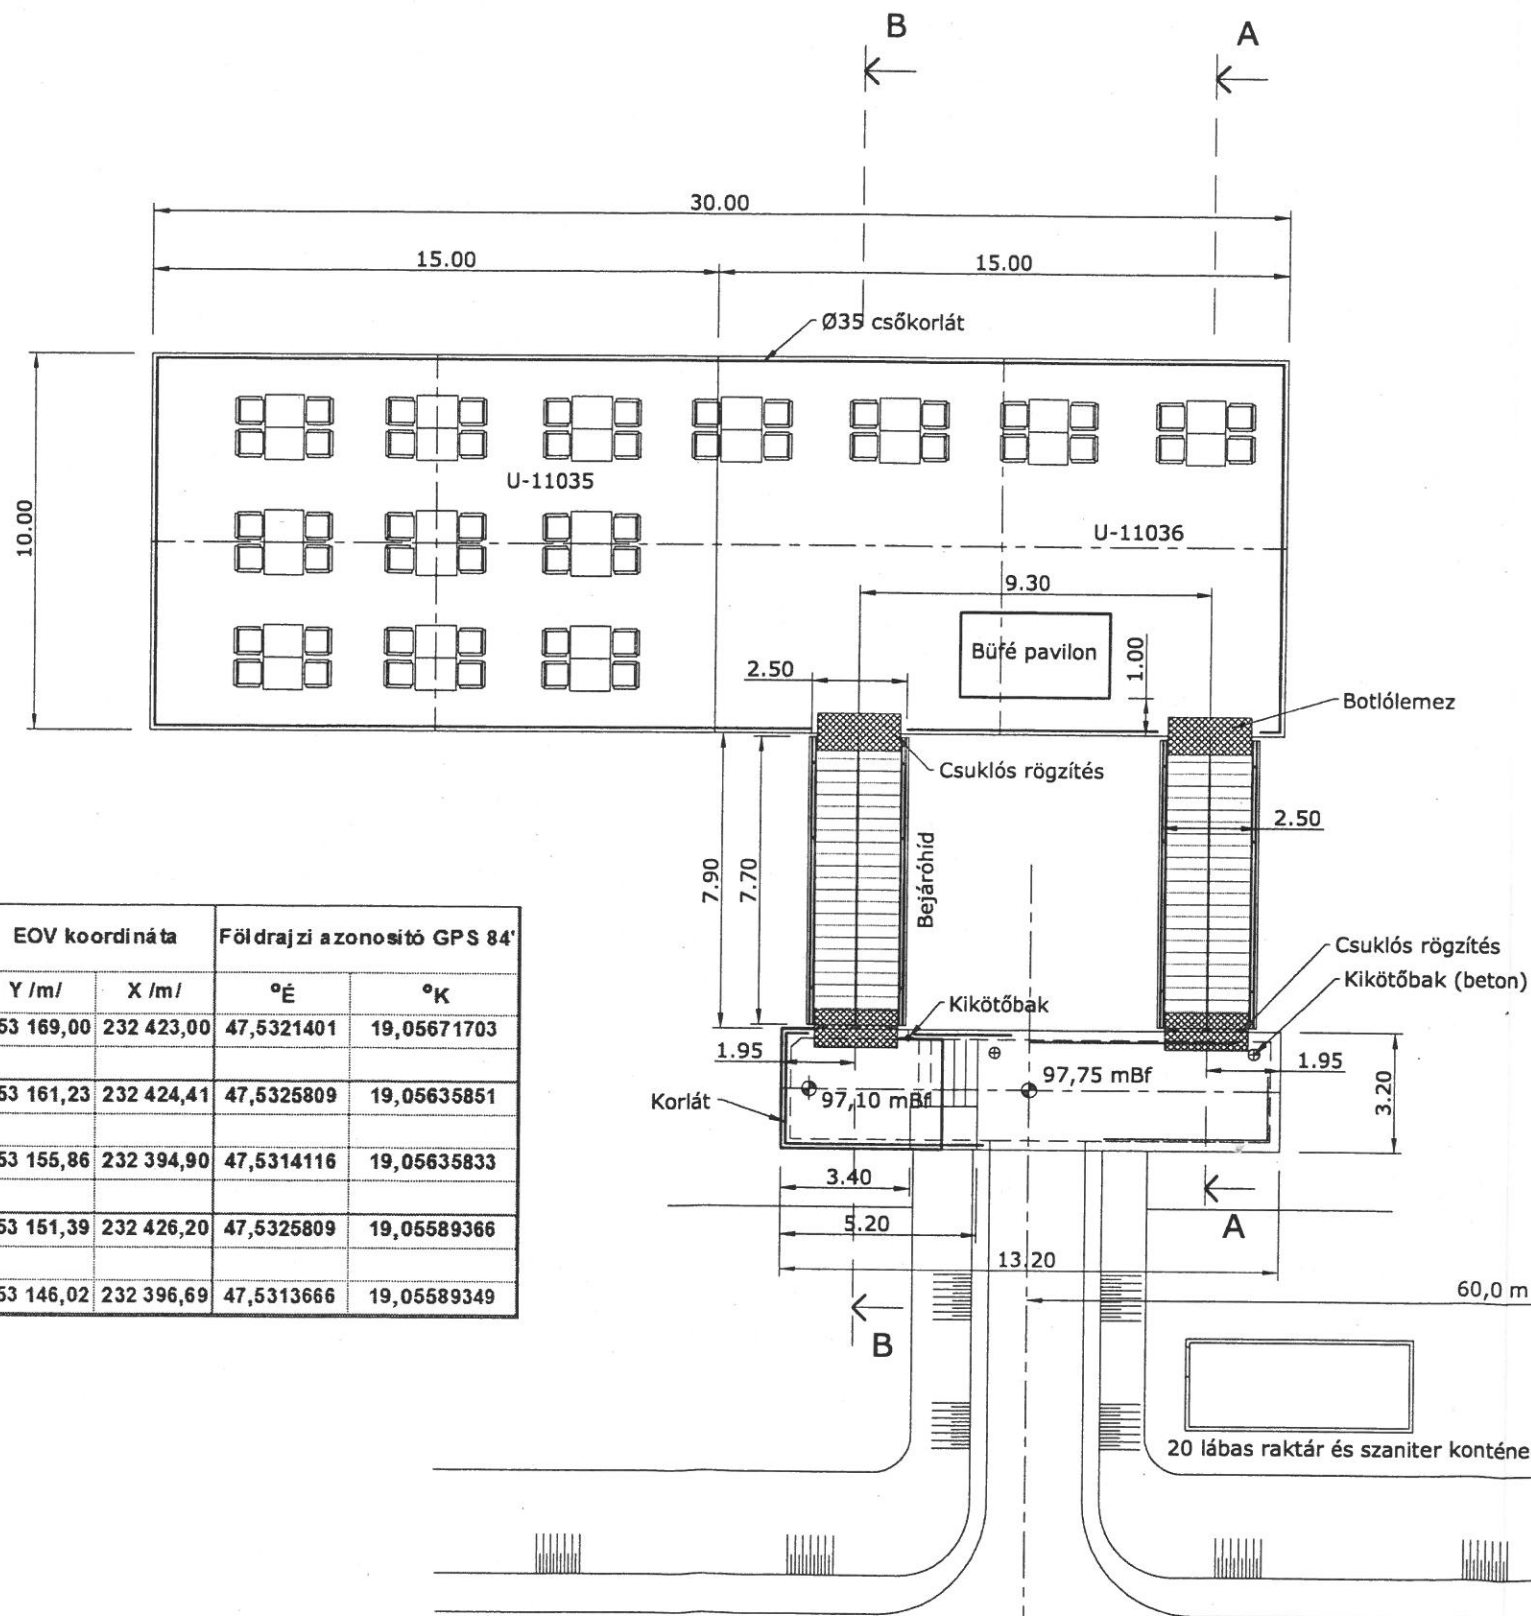 B
A
30.00
15.00
15.00
Ø35 csőkorlát
U-11035
10.00
U-11036
9.30
Büfé pavilon
1.00
2.50
Botlólemez
Csuklós rögzítés
2.50
7.90
7.70
Bejáróhíd
EOV koordináta Földrajzi azonosító GPS 84'
Y /m/ X /m/ °É °K
53 169,00 232 423,00 47,5321401 19,05671703
53 161,23 232 424,41 47,5325809 19,05635851
53 155,86 232 394,90 47,5314116 19,05635833
53 151,39 232 426,20 47,5325809 19,05589366
53 146,02 232 396,69 47,5313666 19,05589349
Csuklós rögzítés
Kikötőbak (beton)
Kikötőbak
1.95
97,75 mBf
1.95
Korlát
97,10 mBf
3.20
3.40
5.20
A
13.20
60,0 m
B
20 lábas raktár és szaniter konténe